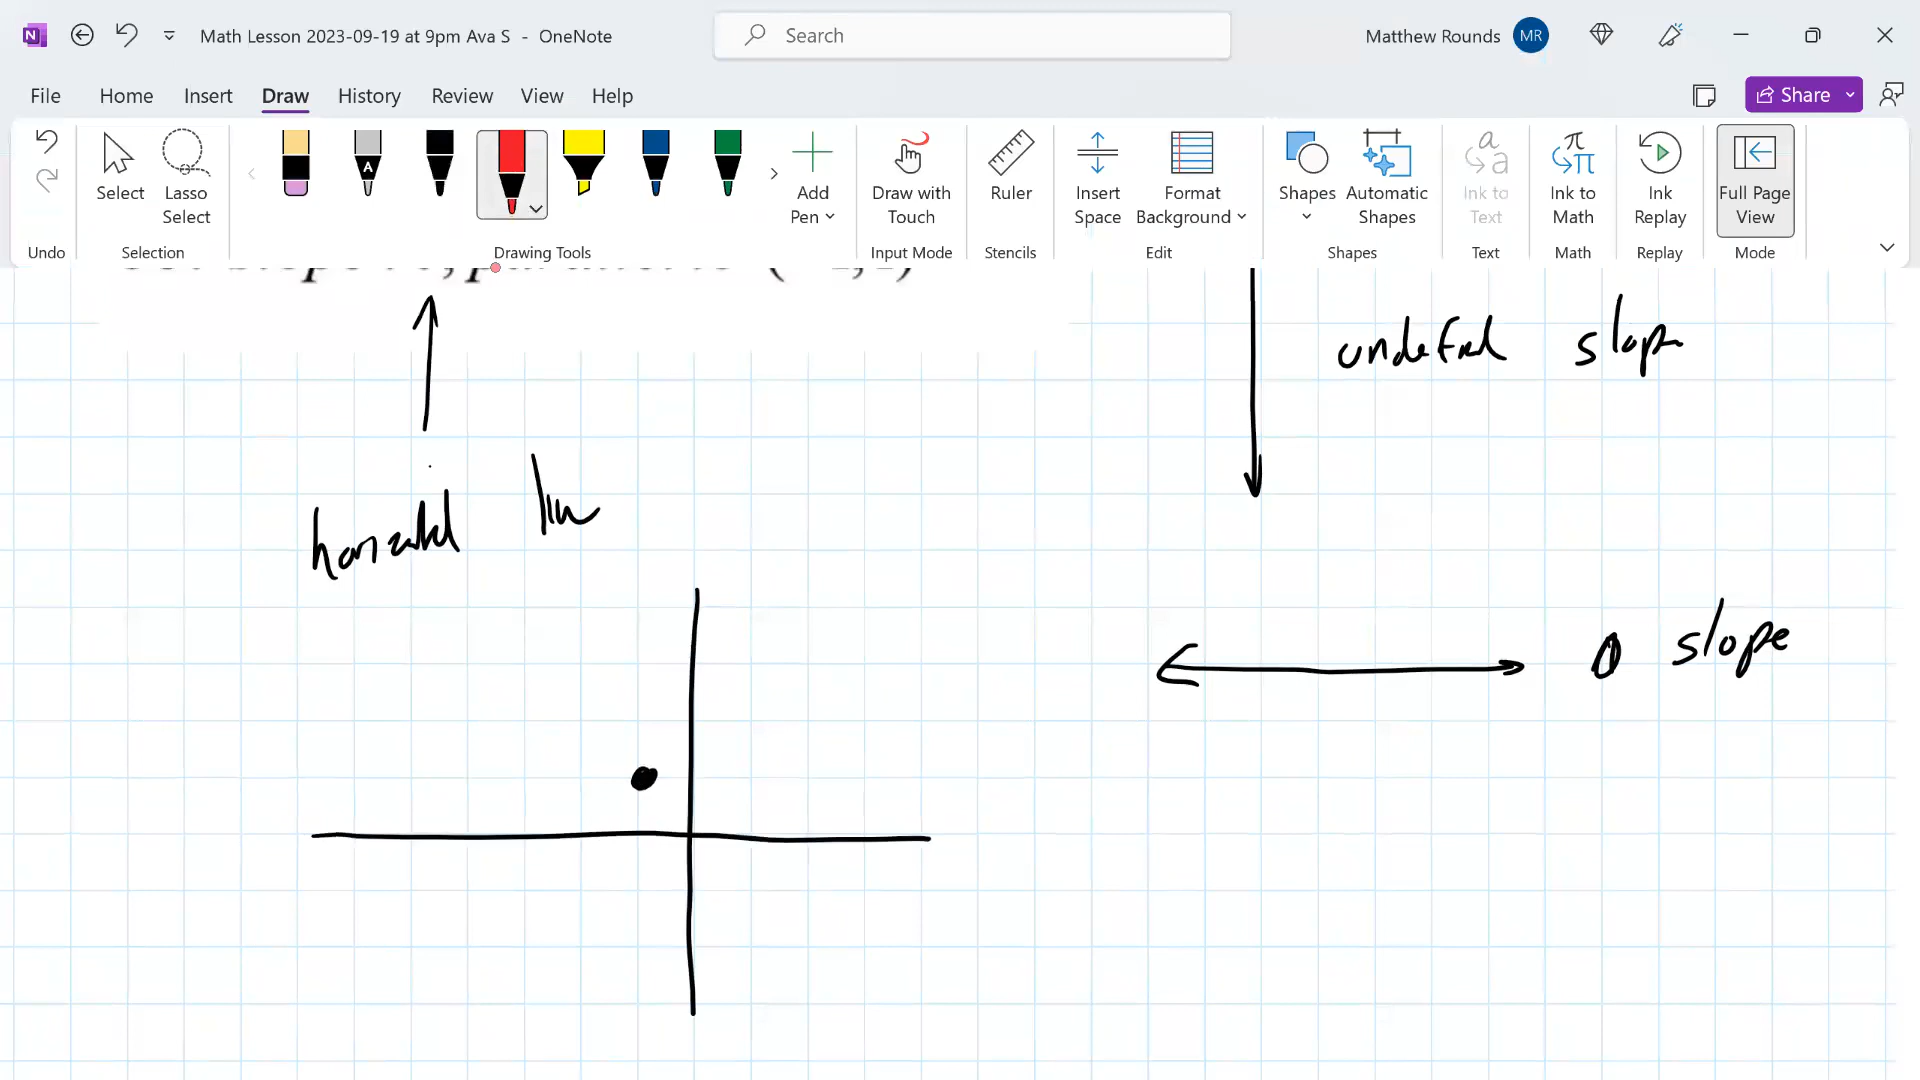 Math Lesson 2023-09-19 at 9pm Ava S - OneNote
Search
Matthew Rounds
MR
File Home Insert Draw History Review View Help
Share
Select
Lasso Select
A
Add Pen
Draw with Touch
Ruler
Insert Space
Format Background
Shapes
Automatic Shapes
a
a
Ink to Text
π
π
Ink to Math
Ink Replay
Full Page View
Undo
Selection
Drawing Tools
Input Mode
Stencils
Edit
Shapes
Text
Math
Replay
Mode
slope
0 slope